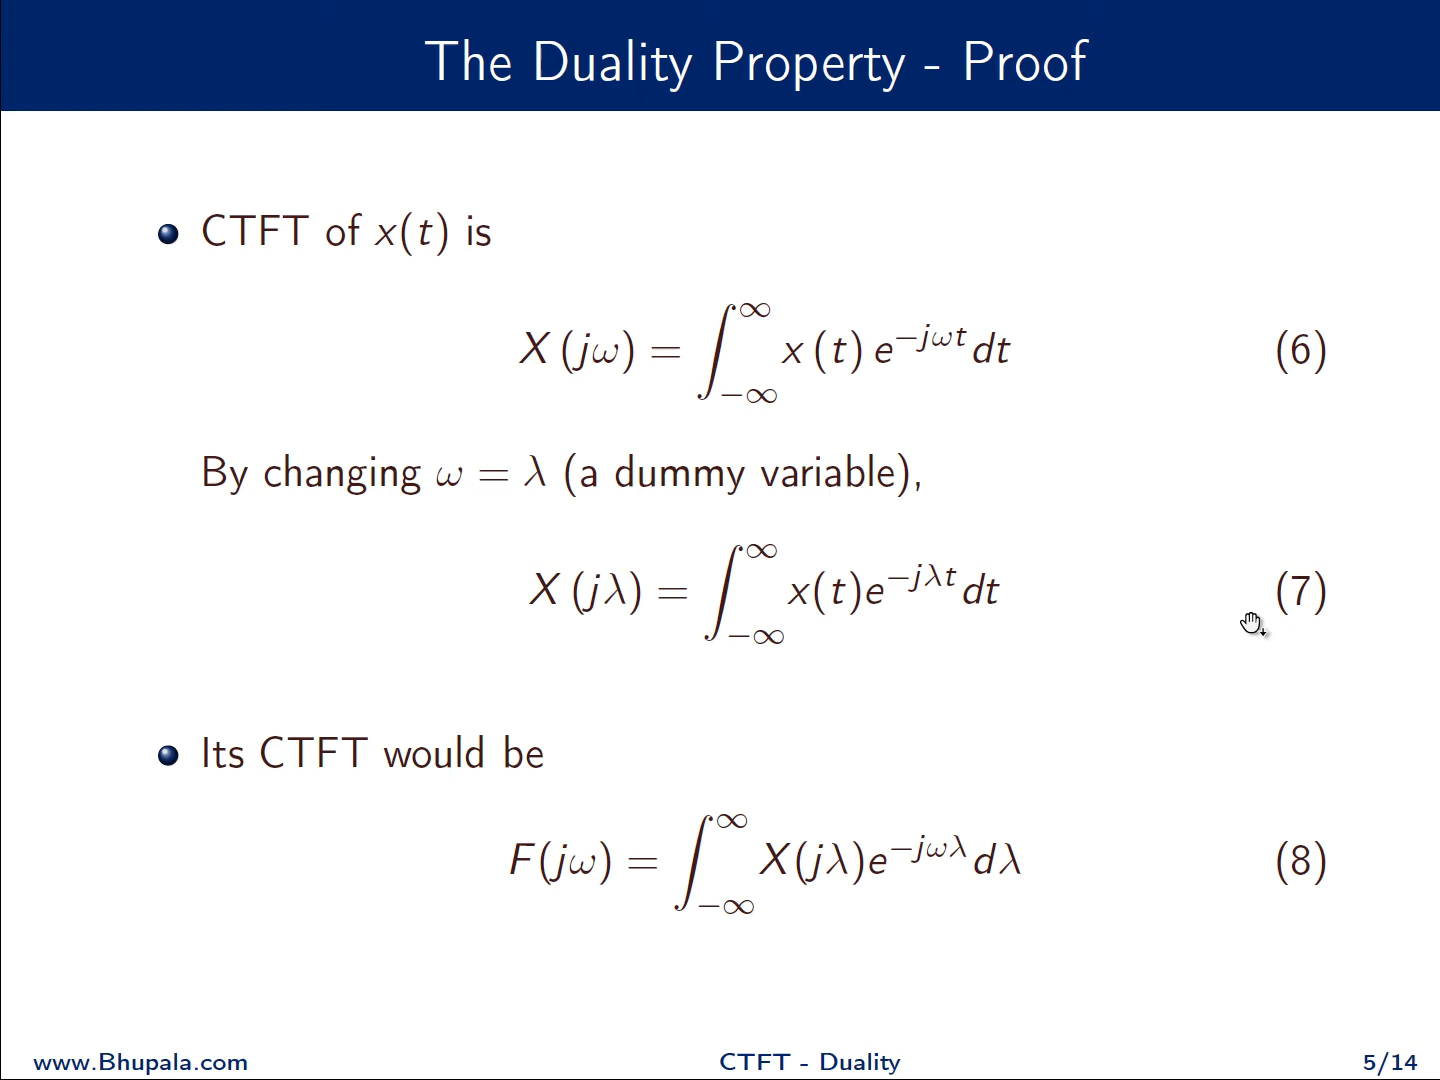 The Duality Property - Proof
CTFT of x(t) is
X (jω) = ∫_{−∞}^{∞} x (t) e^{−jωt} dt (6)
By changing ω = λ (a dummy variable),
X (jλ) = ∫_{−∞}^{∞} x(t)e^{−jλt} dt (7)
Its CTFT would be
F(jω) = ∫_{−∞}^{∞} X(jλ)e^{−jωλ} dλ (8)
www.Bhupala.com CTFT - Duality 5/14